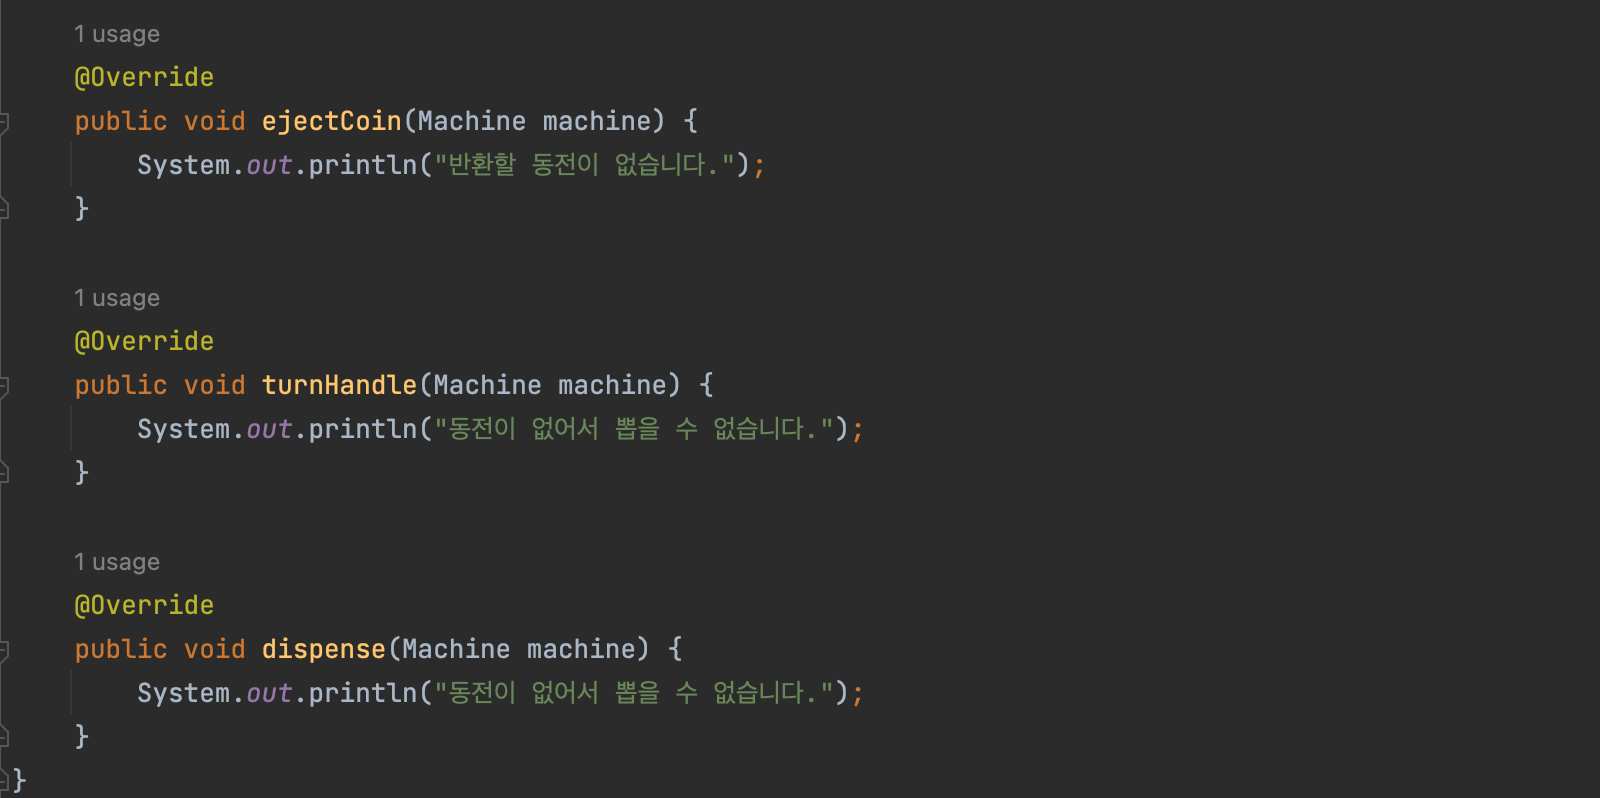 1 usage
@Override
public void ejectCoin(Machine machine) {
System.out.println("반환할 동전이 없습니다.");
}
1 usage
@Override
public void turnHandle(Machine machine) {
System.out.println("동전이 없어서 뽑을 수 없습니다.");
}
1 usage
@Override
public void dispense(Machine machine) {
System.out.println("동전이 없어서 뽑을 수 없습니다.");
}
}